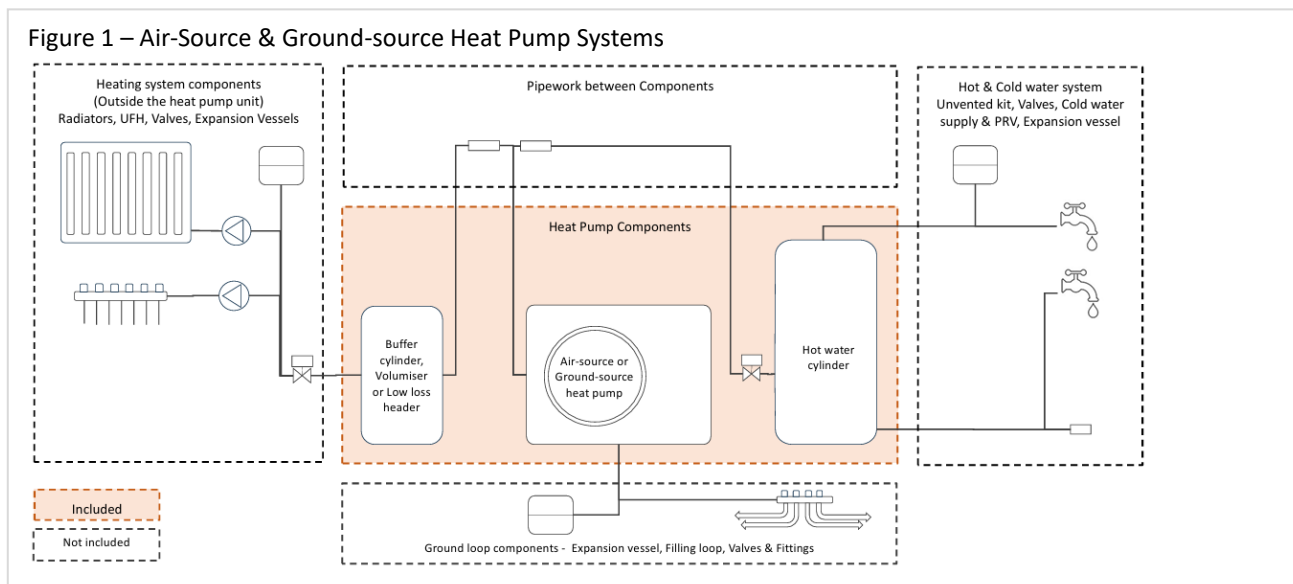 Figure 1 – Air-Source & Ground-source Heat Pump Systems
Heating system components
(Outside the heat pump unit)
Radiators, UFH, Valves, Expansion Vessels
Pipework between Components
Hot & Cold water system
Unvented kit, Valves, Cold water
supply & PRV, Expansion vessel
Heat Pump Components
Buffer
cylinder,
Volumiser
or Low loss
header
Air-source or
Ground-source
heat pump
Hot water
cylinder
Included
Not included
Ground loop components - Expansion vessel, Filling loop, Valves & Fittings